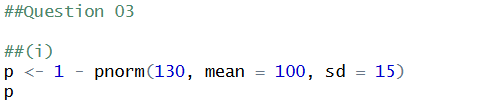 ##Question 03
##(i)
p <- 1 - pnorm(130, mean = 100, sd = 15)
p